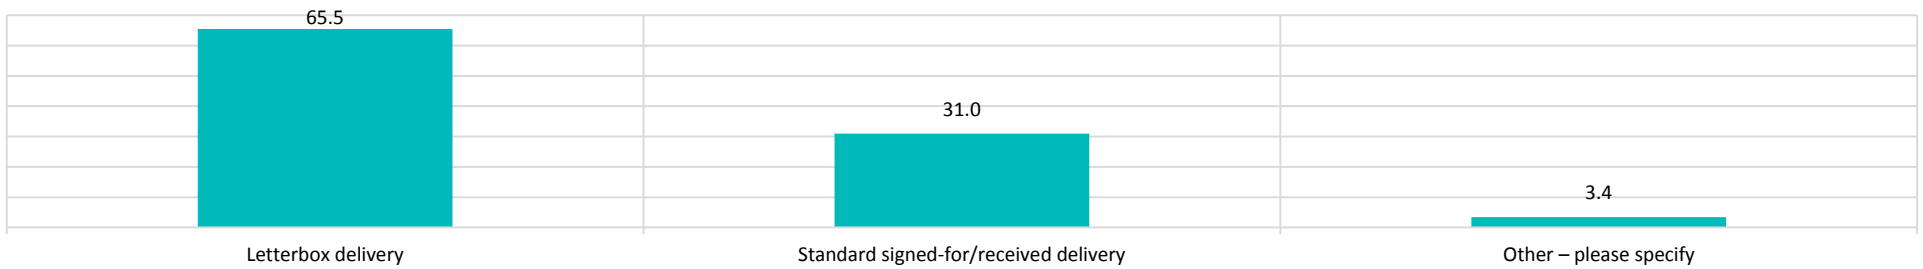 65.5
31.0
3.4
Letterbox delivery
Standard signed-for/received delivery
Other – please specify